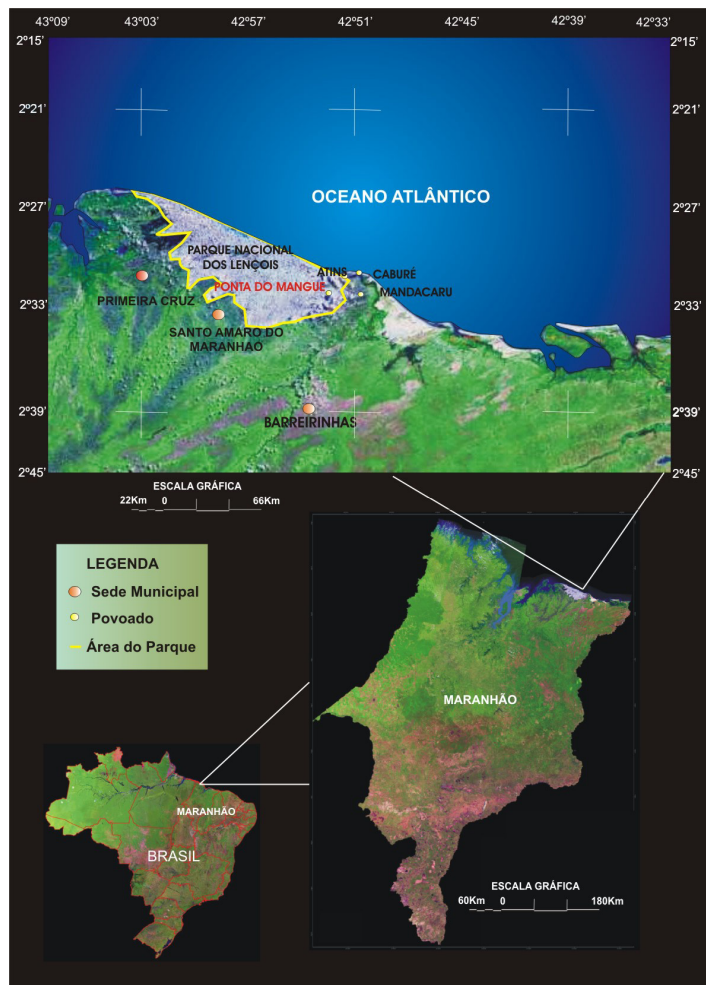 43º09' 43º03' 42º57' 42º51' 42º45' 42º39' 42º33'
2º15' 2º15'
2º21' 2º21'
OCEANO ATLÂNTICO
2º27' 2º27'
PARQUE NACIONAL
DOS LENÇOIS
ATINS CABURÉ
PONTA DO MANGUE MANDACARU
PRIMEIRA CRUZ
2º33' 2º33'
SANTO AMARO DO
MARANHAO
2º39' 2º39'
BARREIRINHAS
2º45' 2º45'
ESCALA GRÁFICA
22Km 0 66Km
LEGENDA
Sede Municipal
Povoado
Área do Parque
MARANHÃO
MARANHÃO
BRASIL
ESCALA GRÁFICA
60Km 0 180Km